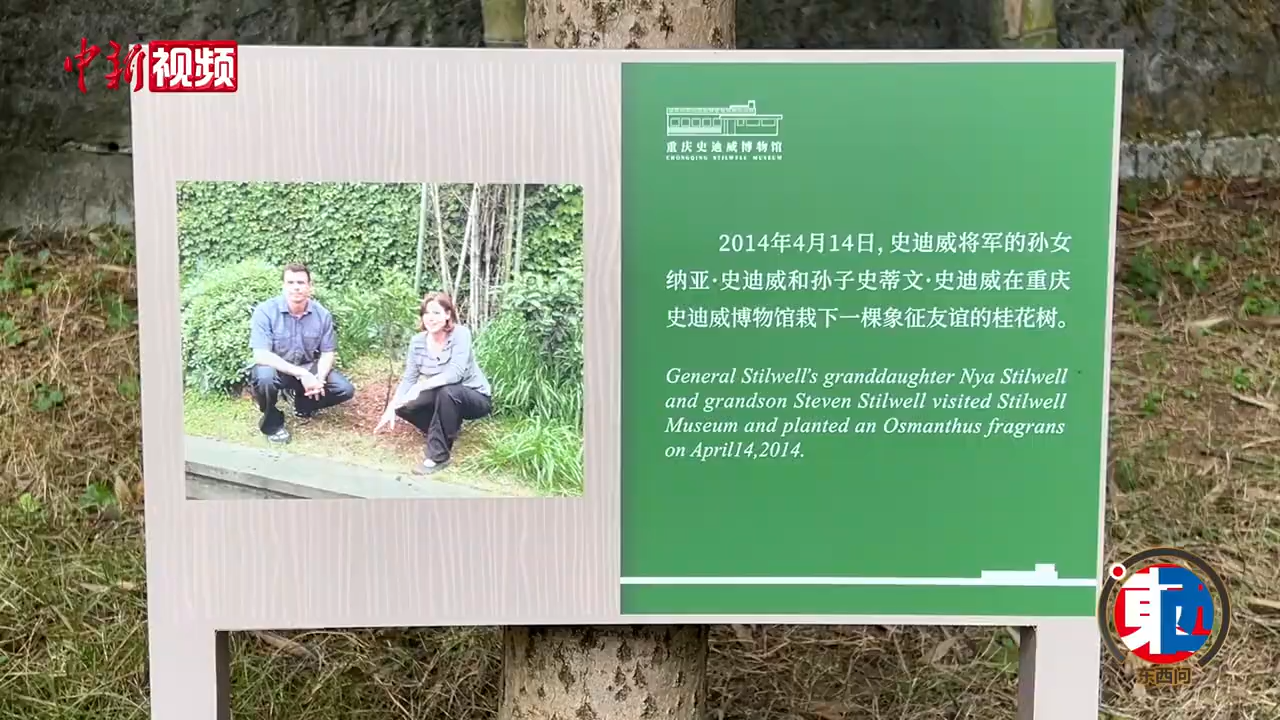 中新视频
重庆史迪威博物馆
CHONGQING STILWELL MUSEUM
2014年4月14日,史迪威将军的孙女
纳亚·史迪威和孙子史蒂文·史迪威在重庆
史迪威博物馆栽下一棵象征友谊的桂花树。
General Stilwell's granddaughter Nya Stilwell
and grandson Steven Stilwell visited Stilwell
Museum and planted an Osmanthus fragrans
on April14,2014.
东西问